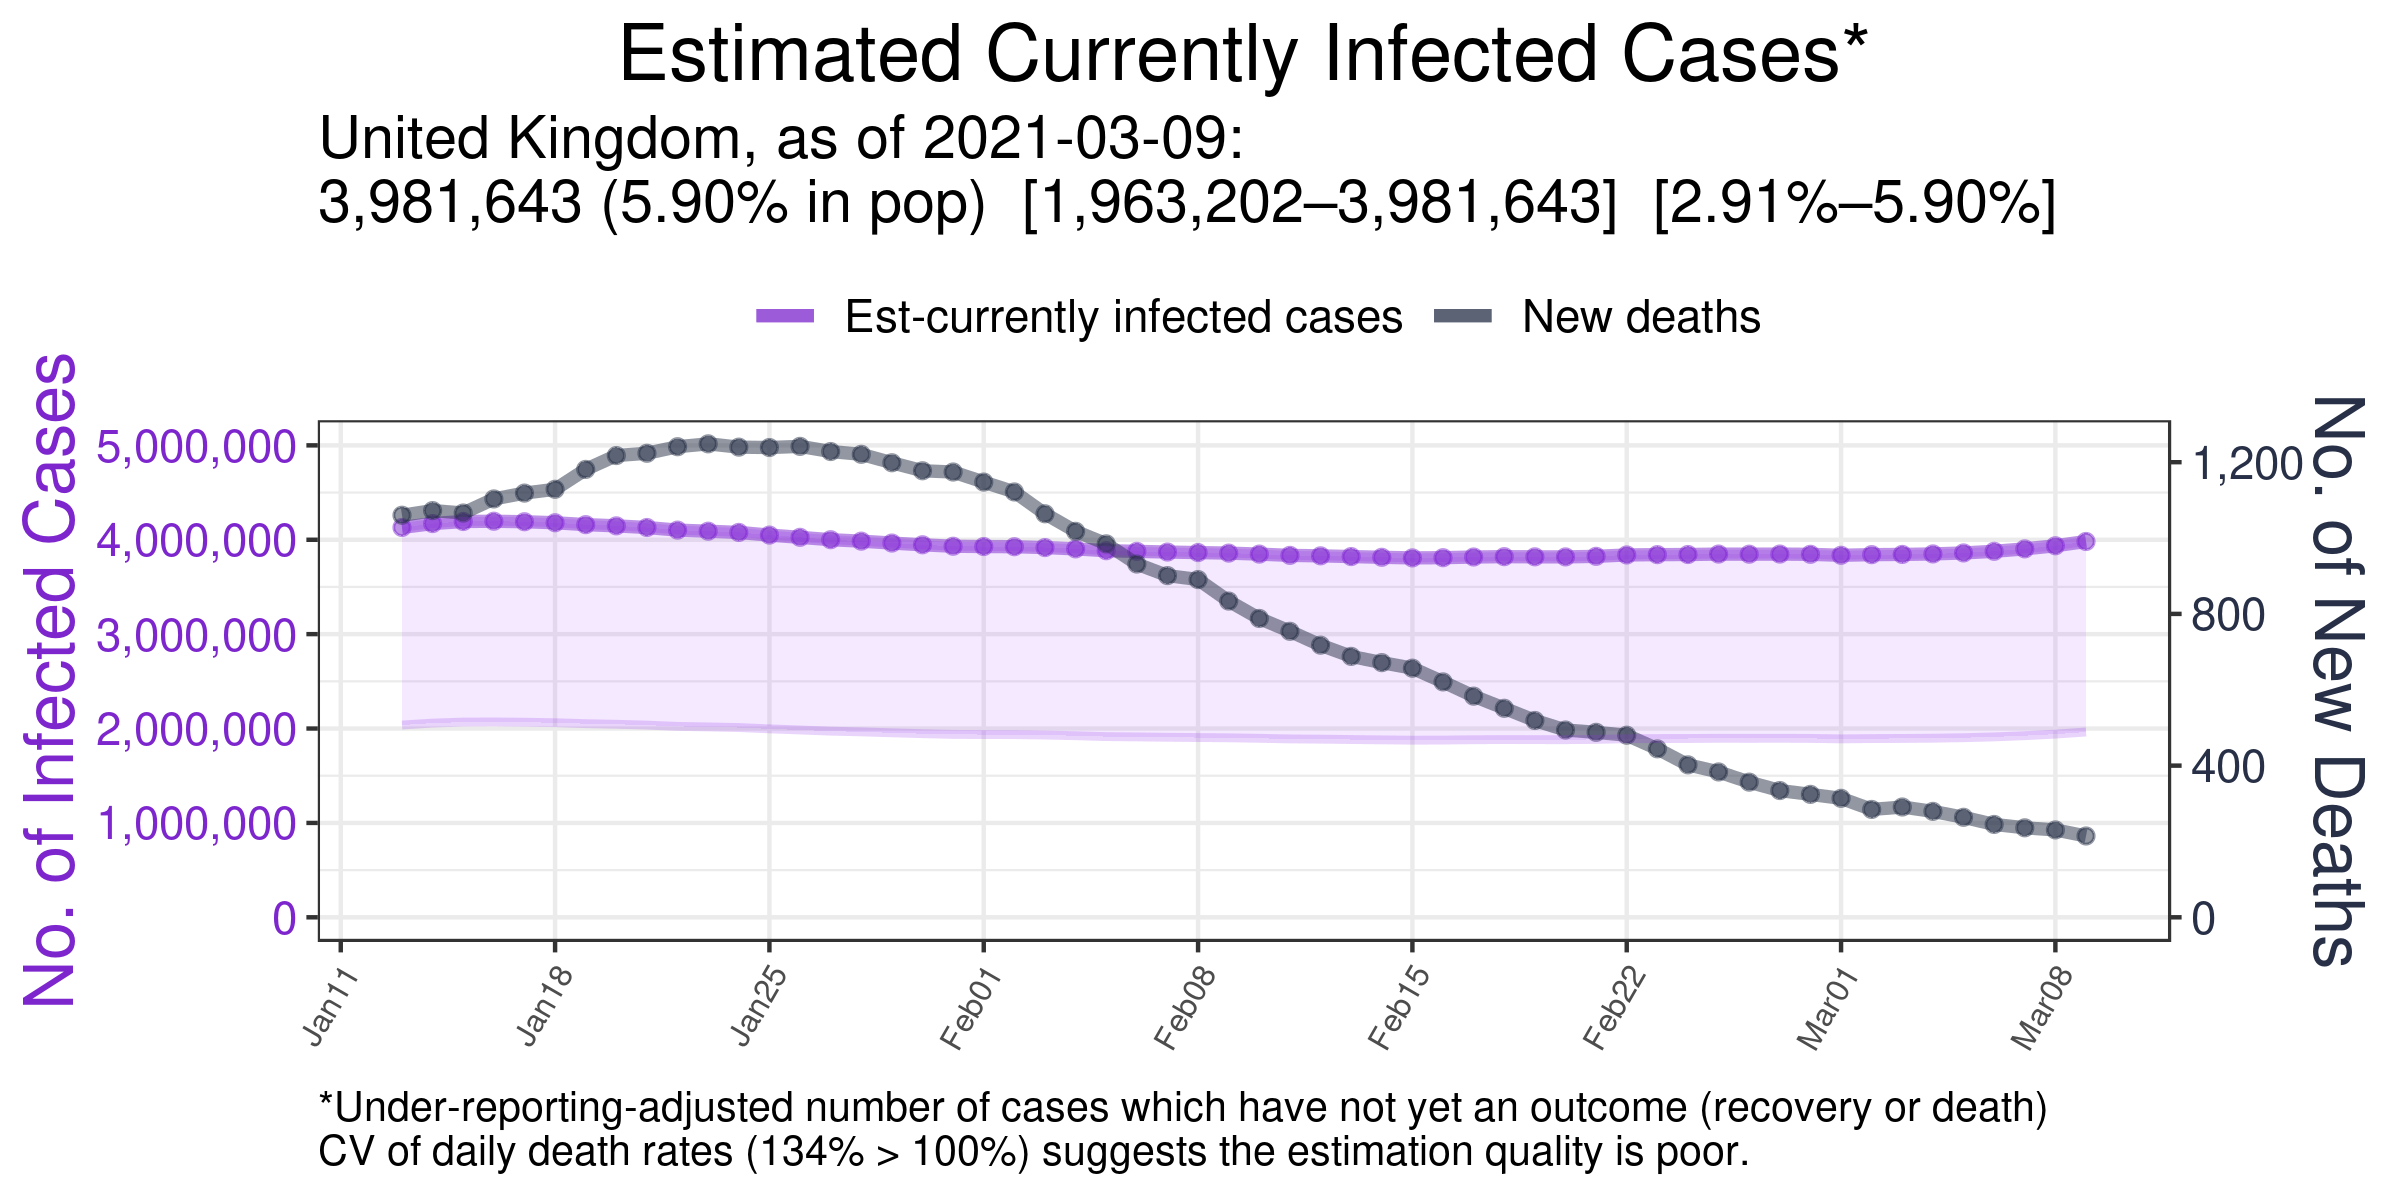 Estimated Currently Infected Cases*
United Kingdom, as of 2021-03-09:
3,981,643 (5.90% in pop)  [1,963,202–3,981,643]  [2.91%–5.90%]
Est-currently infected cases
New deaths
No. of Infected Cases
5,000,000
4,000,000
3,000,000
2,000,000
1,000,000
0
1,200
800
400
0
No. of New Deaths
Jan11
Jan18
Jan25
Feb01
Feb08
Feb15
Feb22
Mar01
Mar08
*Under-reporting-adjusted number of cases which have not yet an outcome (recovery or death)
CV of daily death rates (134% > 100%) suggests the estimation quality is poor.